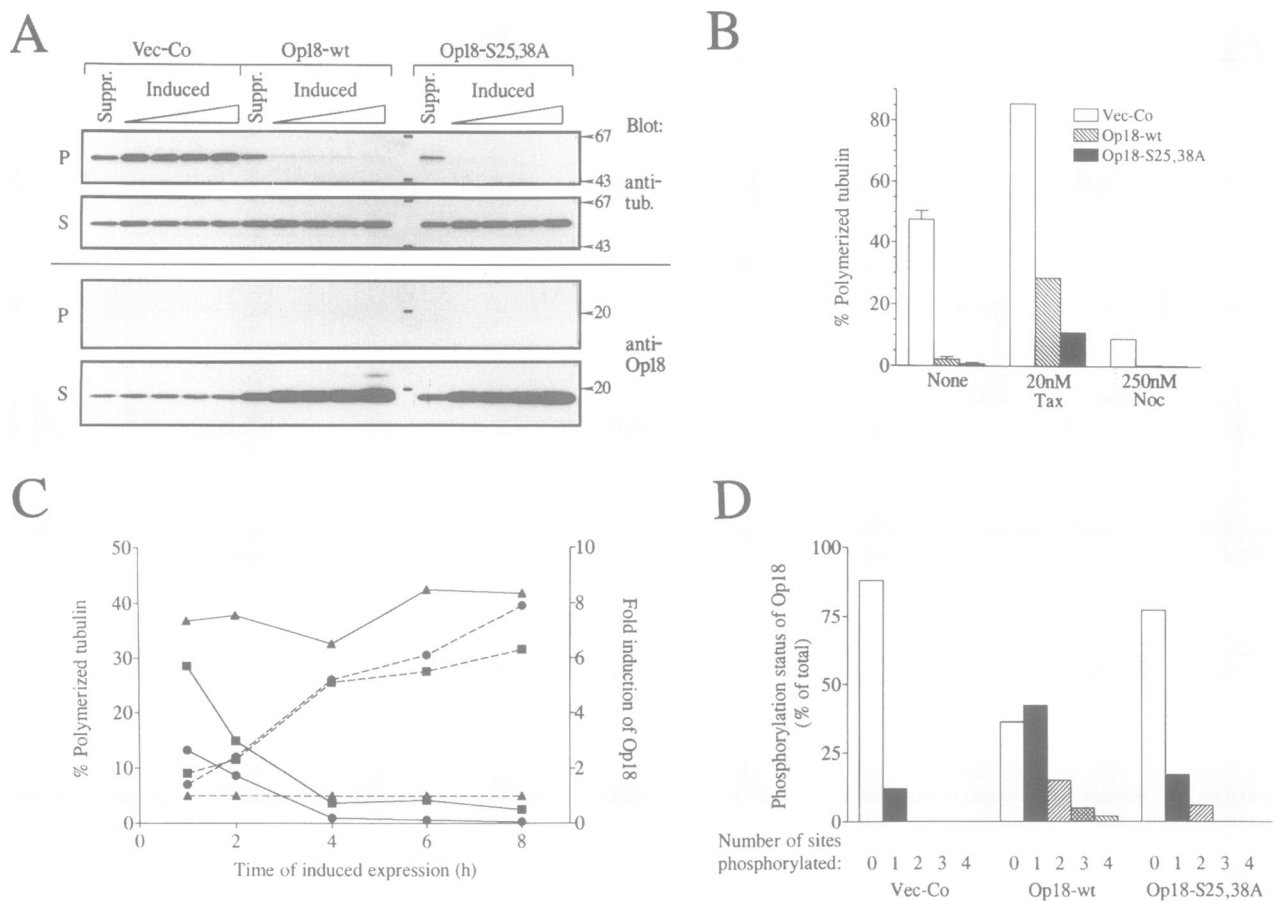 A
Vec-Co Op18-wt Op18-S25,38A
Suppr. Induced Suppr. Induced Suppr. Induced
Blot:
P
67
43
anti-
tub.
S
67
43
P
20
anti-
Op18
S
20
B
% Polymerized tubulin
80
60
40
20
0
Vec-Co
Op18-wt
Op18-S25,38A
None 20nM 250nM
Tax Noc
C
% Polymerized tubulin
50
40
30
20
10
0
0 2 4 6 8
Time of induced expression (h)
10
8
6
4
2
0
Fold induction of Op18
D
Phosphorylation status of Op18
(% of total)
100
75
50
25
0
Number of sites
phosphorylated: 0 1 2 3 4 0 1 2 3 4 0 1 2 3 4
Vec-Co Op18-wt Op18-S25,38A